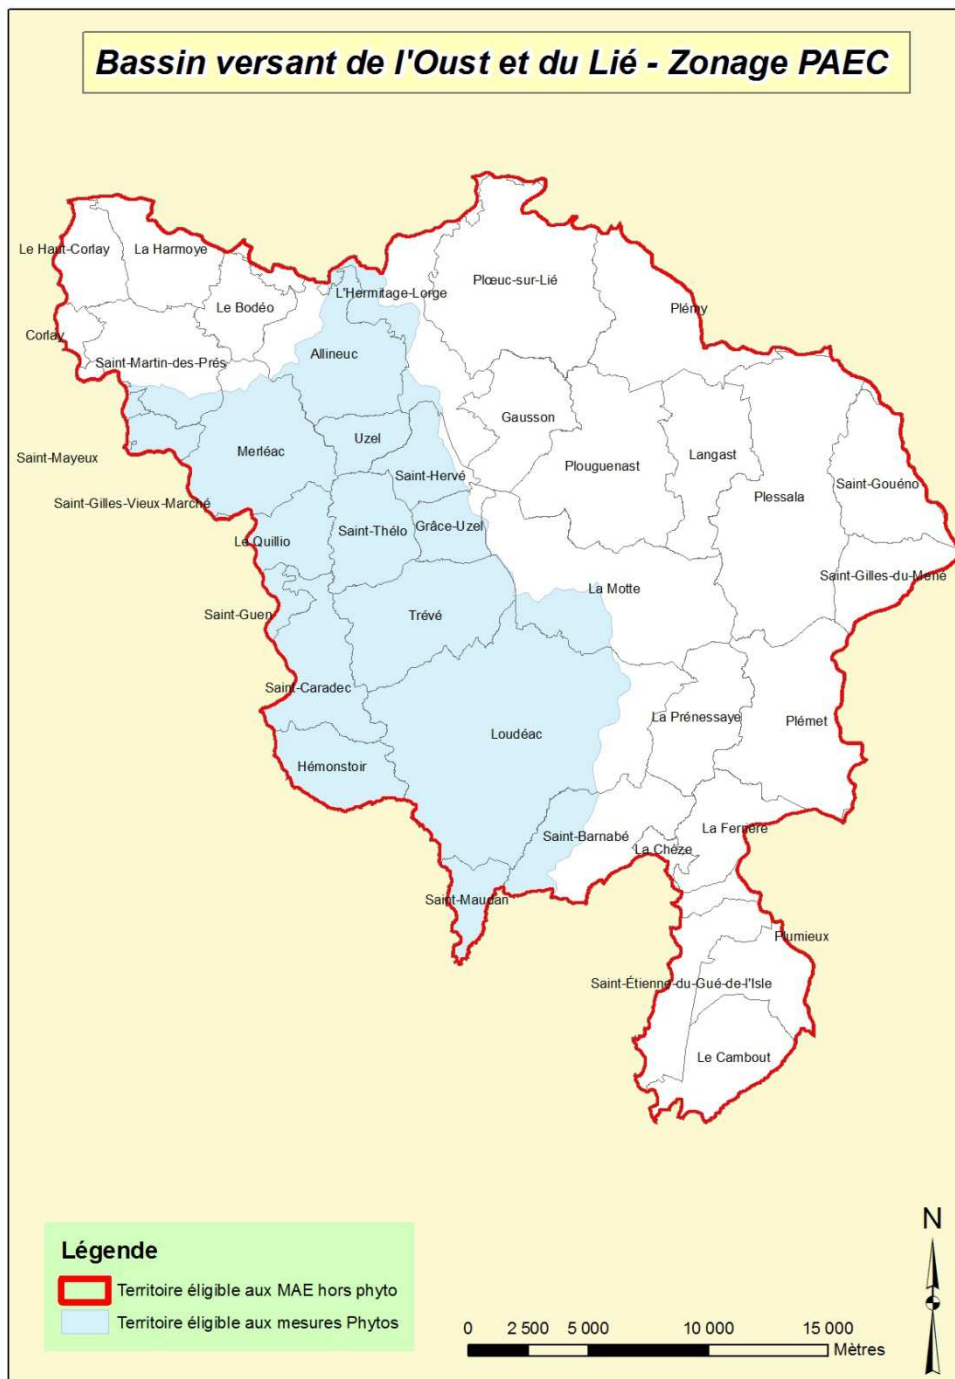 Bassin versant de l'Oust et du Lié - Zonage PAEC
Le Haut-Corlay
La Harmoye
L'Hermitage-Lorge
Plœuc-sur-Lié
Le Bodéo
Plémy
Corlay
Allineuc
Saint-Martin-des-Prés
Gausson
Uzel
Merléac
Saint-Mayeux
Plouguenast
Langast
Saint-Hervé
Saint-Gouéno
Plessala
Saint-Gilles-Vieux-Marché
Grâce-Uzel
Saint-Thélo
Le Quillio
Saint-Gilles-du-Mené
La Motte
Saint-Guen
Trévé
Saint-Caradec
La Prénessaye
Plémet
Loudéac
Hémonstoir
La Ferrière
Saint-Barnabé
La Chèze
Saint-Maudan
Plumieux
Saint-Étienne-du-Gué-de-l'Isle
Le Cambout
N
Légende
Territoire éligible aux MAE hors phyto
Territoire éligible aux mesures Phytos
0 2 500 5 000 10 000 15 000
Mètres